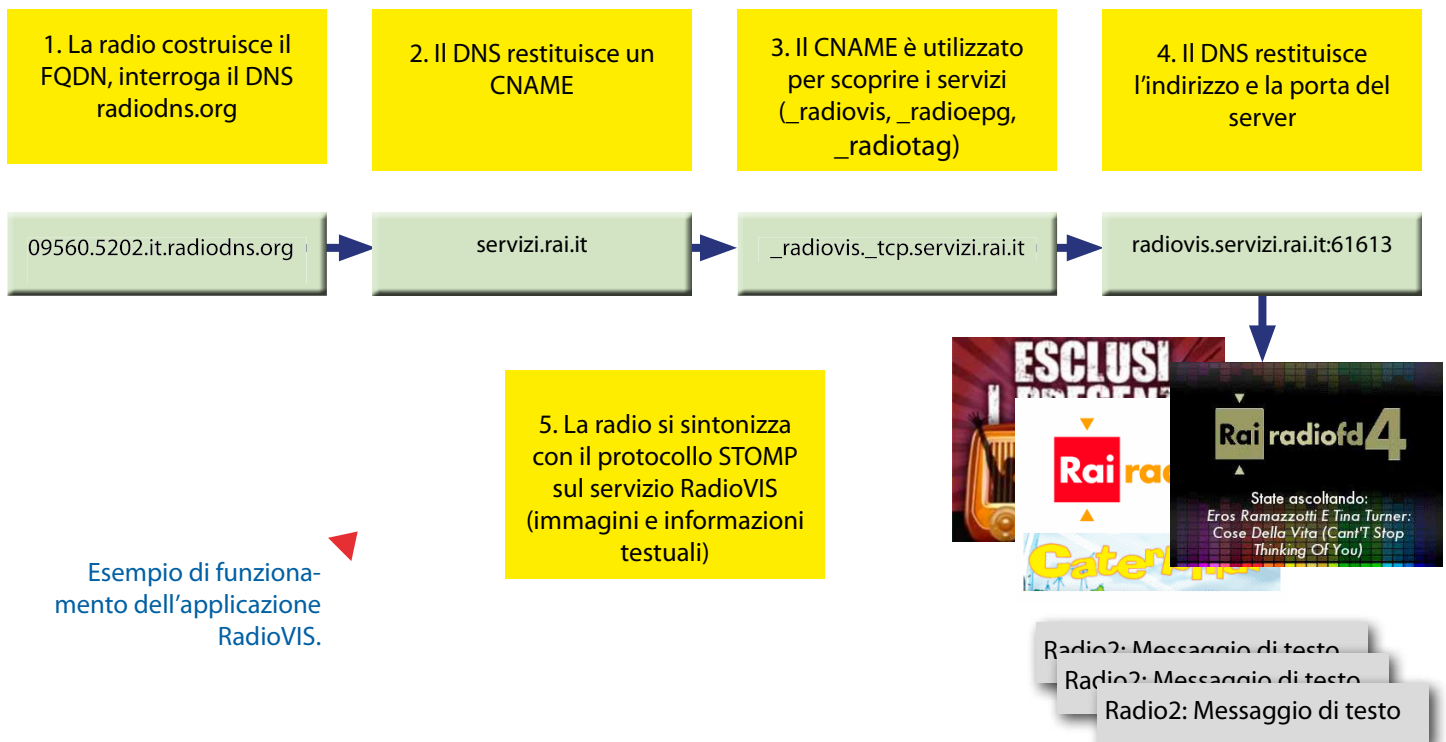 1. La radio costruisce il
FQDN, interroga il DNS
radiodns.org
2. Il DNS restituisce un
CNAME
3. Il CNAME è utilizzato
per scoprire i servizi
(_radiovis, _radioepg,
_radiotag)
4. Il DNS restituisce
l'indirizzo e la porta del
server
09560.5202.it.radiodns.org
servizi.rai.it
_radiovis._tcp.servizi.rai.it
radiovis.servizi.rai.it:61613
5. La radio si sintonizza
con il protocollo STOMP
sul servizio RadioVIS
(immagini e informazioni
testuali)
Esempio di funziona-
mento dell'applicazione
RadioVIS.
ESCLUSI
Rai
Rai radiofd4
State ascoltando:
Eros Ramazzotti E Tina Turner:
Cose Della Vita (Cant'T Stop
Thinking Of You)
Radio2: Messaggio di testo
Radio2: Messaggio di testo
Radio2: Messaggio di testo